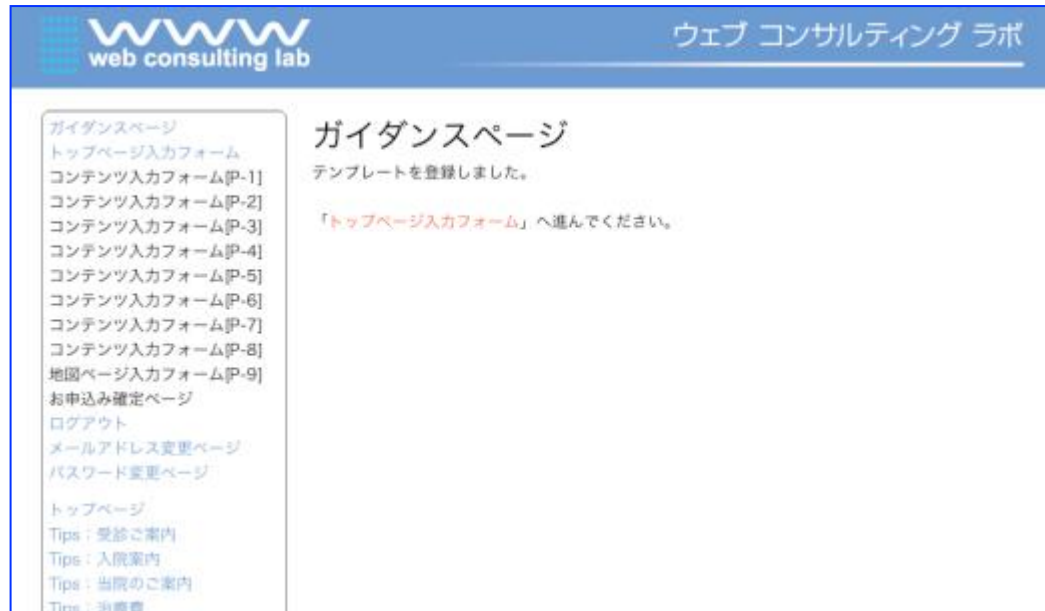 WWW
web consulting lab
ウェブ コンサルティング ラボ
ガイダンスページ
トップページ入力フォーム
コンテンツ入力フォーム[P-1]
コンテンツ入力フォーム[P-2]
コンテンツ入力フォーム[P-3]
コンテンツ入力フォーム[P-4]
コンテンツ入力フォーム[P-5]
コンテンツ入力フォーム[P-6]
コンテンツ入力フォーム[P-7]
コンテンツ入力フォーム[P-8]
地図ページ入力フォーム[P-9]
お申込み確定ページ
ログアウト
メールアドレス変更ページ
パスワード変更ページ
トップページ
Tips：受診ご案内
Tips：入院案内
Tips：当院のご案内
Tips：治療費
ガイダンスページ
テンプレートを登録しました。
「トップページ入力フォーム」へ進んでください。